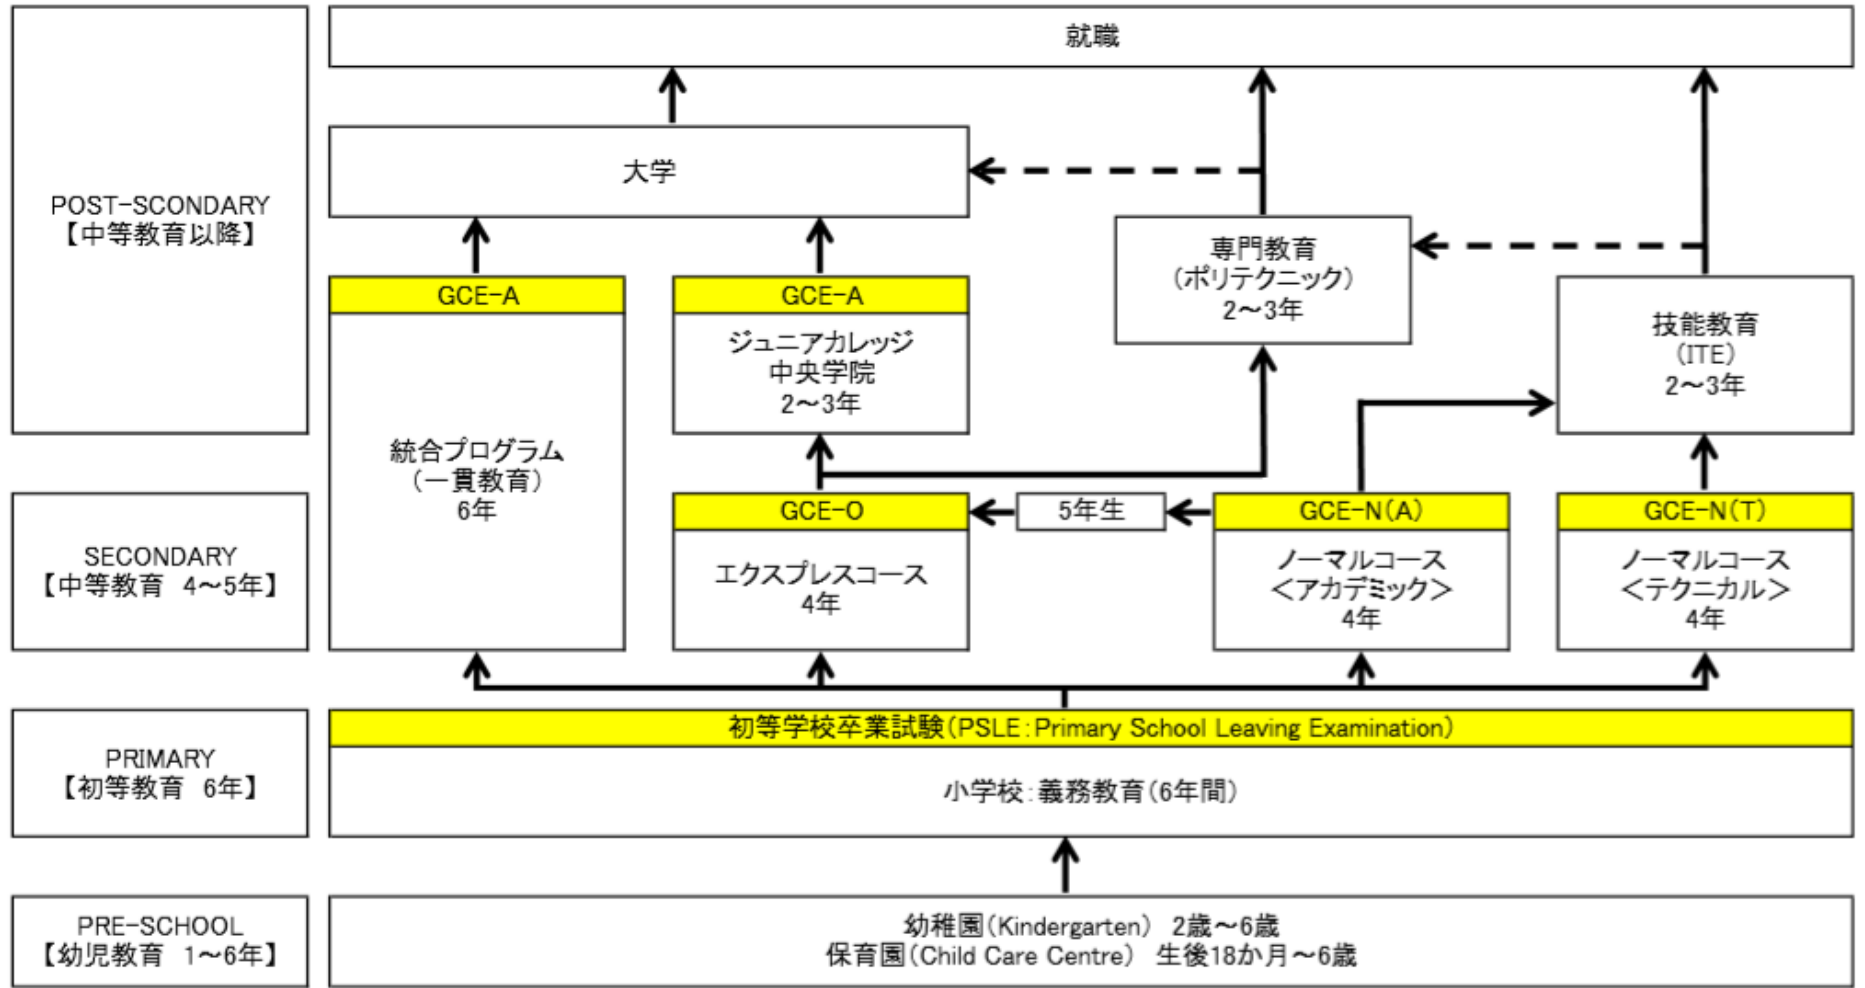 就職
POST-SCONDARY
【中等教育以降】
大学
専門教育
(ポリテクニック)
2～3年
GCE-A
GCE-A
ジュニアカレッジ
中央学院
2～3年
技能教育
(ITE)
2～3年
統合プログラム
(一貫教育)
6年
SECONDARY
【中等教育 4～5年】
GCE-O
エクスプレスコース
4年
5年生
GCE-N(A)
ノーマルコース
＜アカデミック＞
4年
GCE-N(T)
ノーマルコース
＜テクニカル＞
4年
PRIMARY
【初等教育 6年】
初等学校卒業試験(PSLE:Primary School Leaving Examination)
小学校:義務教育(6年間)
PRE-SCHOOL
【幼児教育 1～6年】
幼稚園(Kindergarten) 2歳～6歳
保育園(Child Care Centre) 生後18か月～6歳